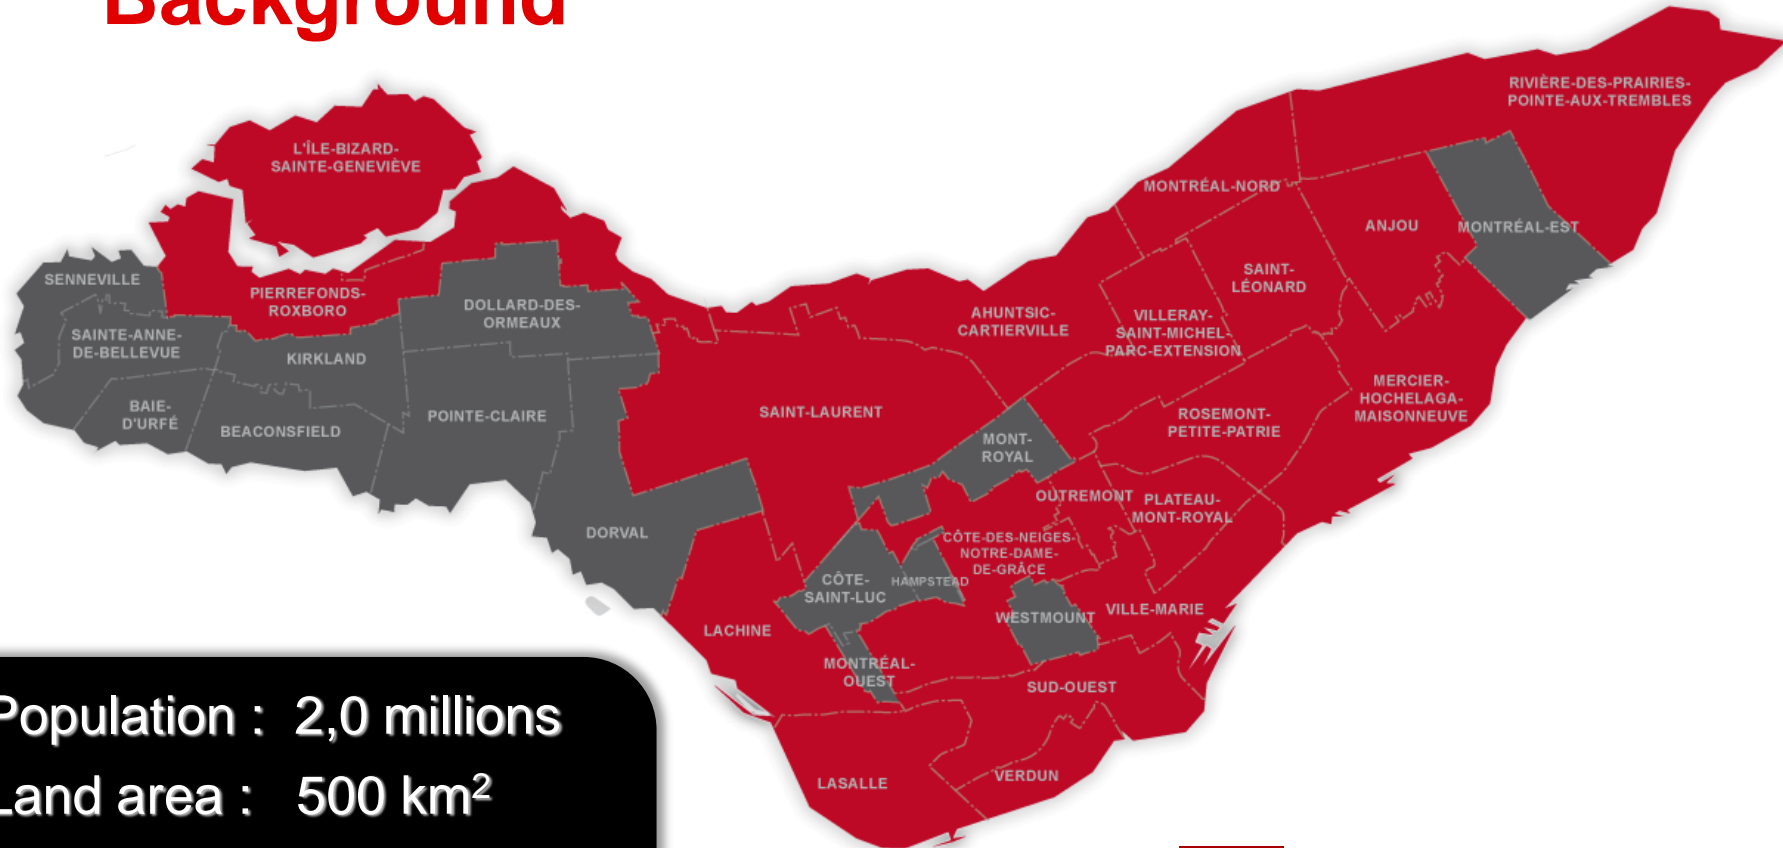 Background
RIVIÈRE-DES-PRAIRIES-
POINTE-AUX-TREMBLES
L'ÎLE-BIZARD-
SAINTE-GENEVIÈVE
MONTRÉAL-NORD
ANJOU
MONTRÉAL-EST
SENNEVILLE
PIERREFONDS-
ROXBORO
SAINT-
LÉONARD
DOLLARD-DES-
ORMEAUX
AHUNTSIC-
CARTIERVILLE
VILLERAY-
SAINT-MICHEL-
PARC-EXTENSION
SAINTE-ANNE-
DE-BELLEVUE
KIRKLAND
MERCIER-
HOCHELAGA-
MAISONNEUVE
BAIE-
D'URFÉ
BEACONSFIELD
POINTE-CLAIRE
SAINT-LAURENT
ROSEMONT-
PETITE-PATRIE
MONT-
ROYAL
OUTREMONT
PLATEAU-
MONT-ROYAL
DORVAL
CÔTE-DES-NEIGES-
NOTRE-DAME-
DE-GRÂCE
CÔTE-
SAINT-LUC
HAMPSTEAD
WESTMOUNT
VILLE-MARIE
LACHINE
MONTRÉAL-
OUEST
SUD-OUEST
LASALLE
VERDUN
Population : 2,0 millions
Land area : 500 km²